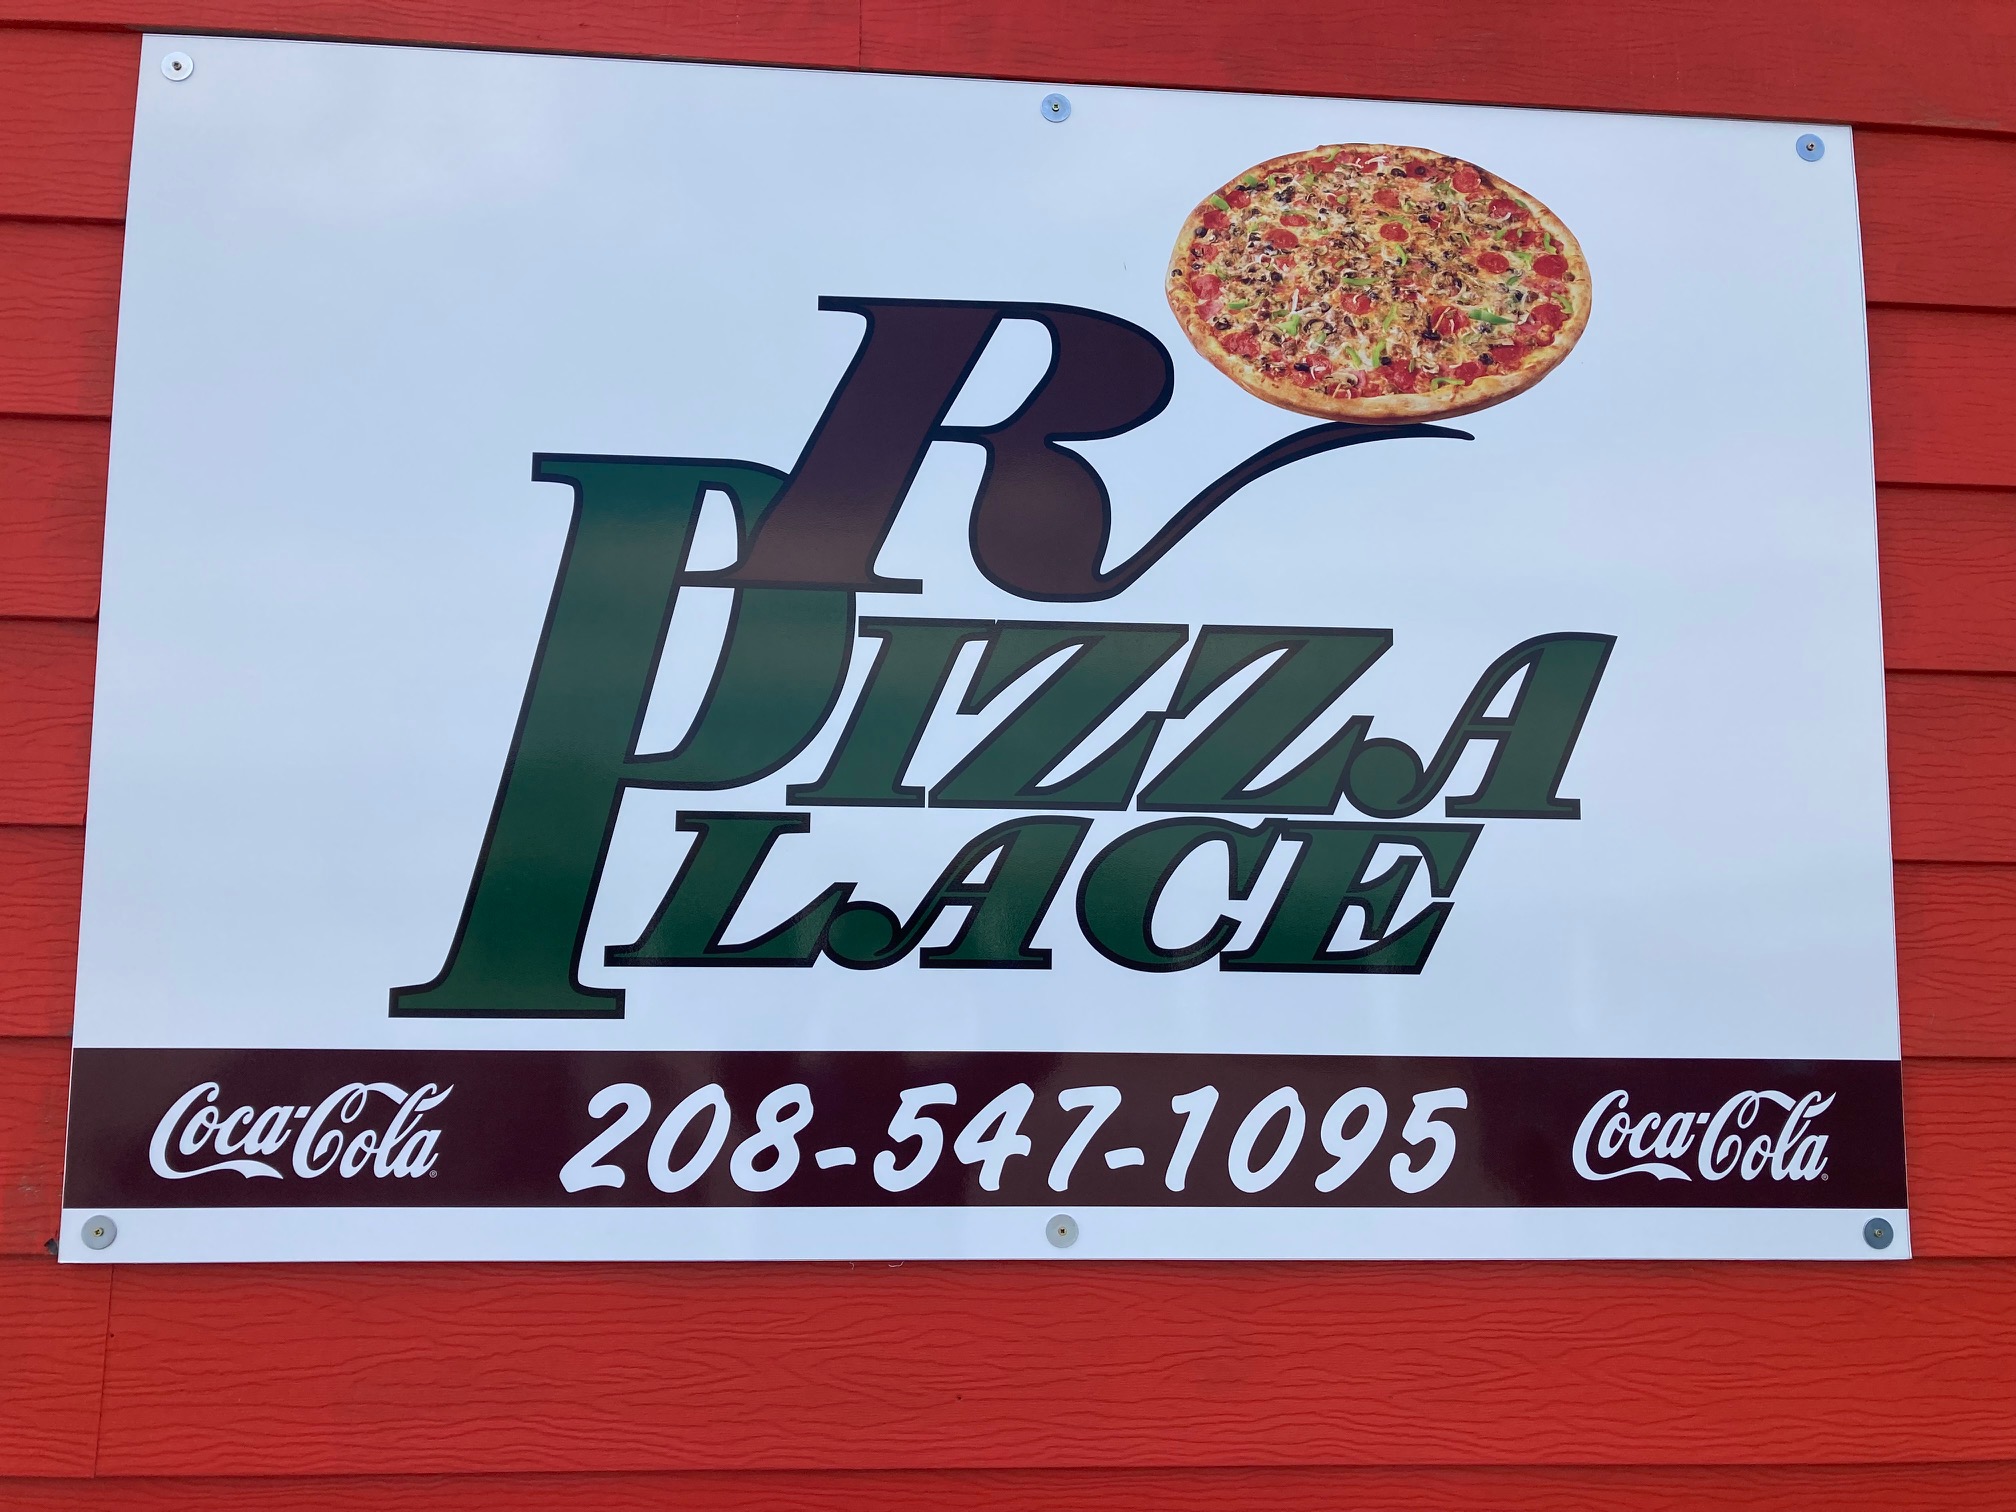 R
PIZZA
PLACE
Coca-Cola 208-547-1095 Coca-Cola